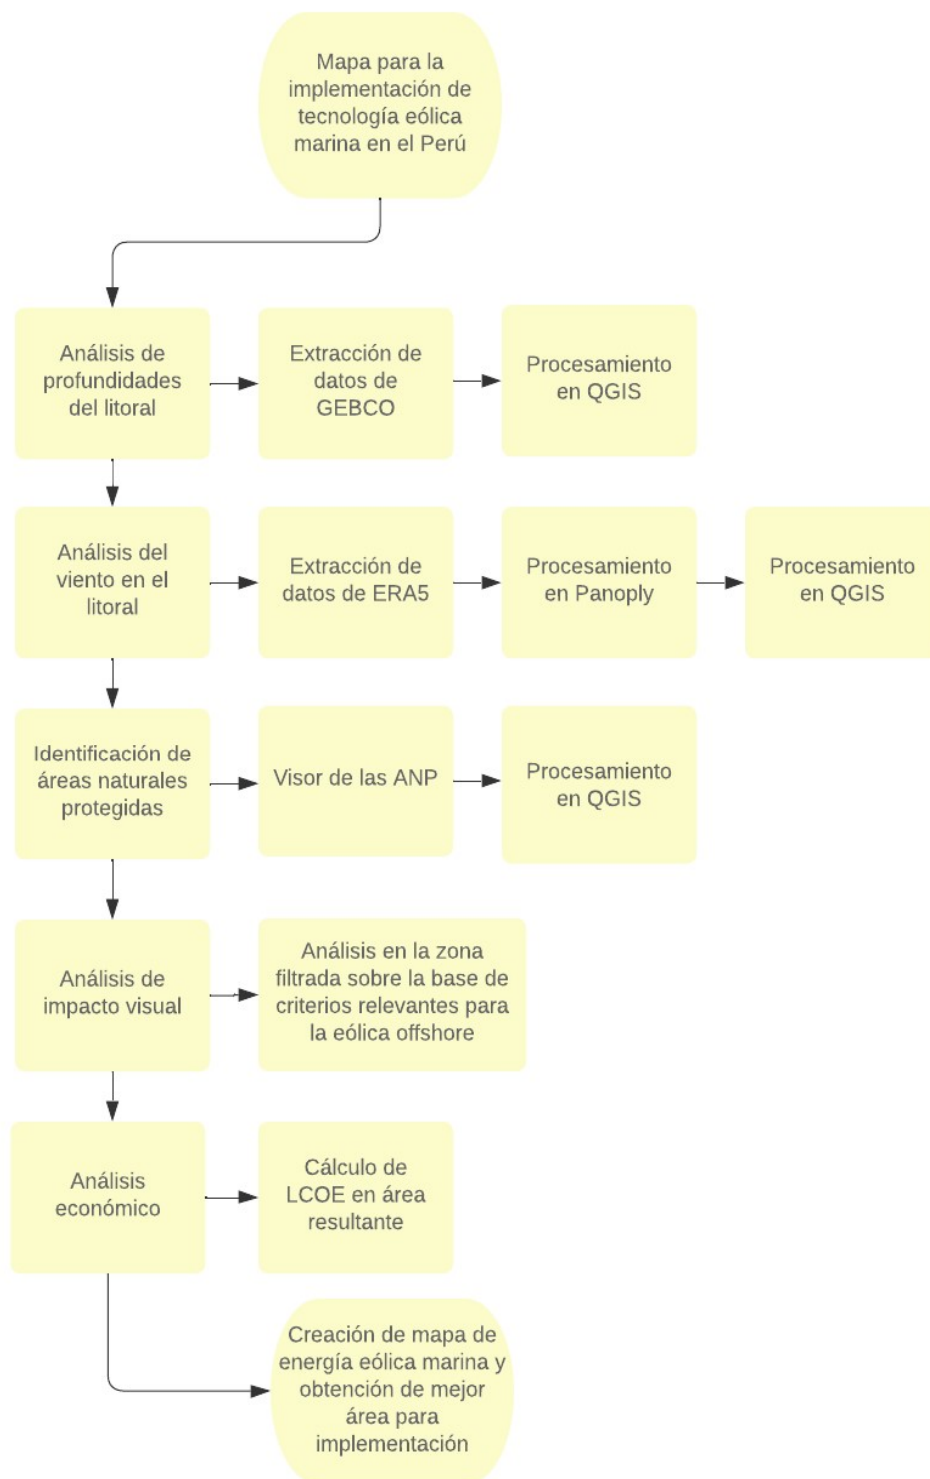 Mapa para la
implementación de
tecnología eólica
marina en el Perú
Análisis de
profundidades
del litoral
Extracción de
datos de
GEBCO
Procesamiento
en QGIS
Análisis del
viento en el
litoral
Extracción de
datos de ERA5
Procesamiento
en Panoply
Procesamiento
en QGIS
Identificación de
áreas naturales
protegidas
Visor de las ANP
Procesamiento
en QGIS
Análisis de
impacto visual
Análisis en la zona
filtrada sobre la base de
criterios relevantes para
la eólica offshore
Análisis
económico
Cálculo de
LCOE en área
resultante
Creación de mapa de
energía eólica marina y
obtención de mejor
área para
implementación